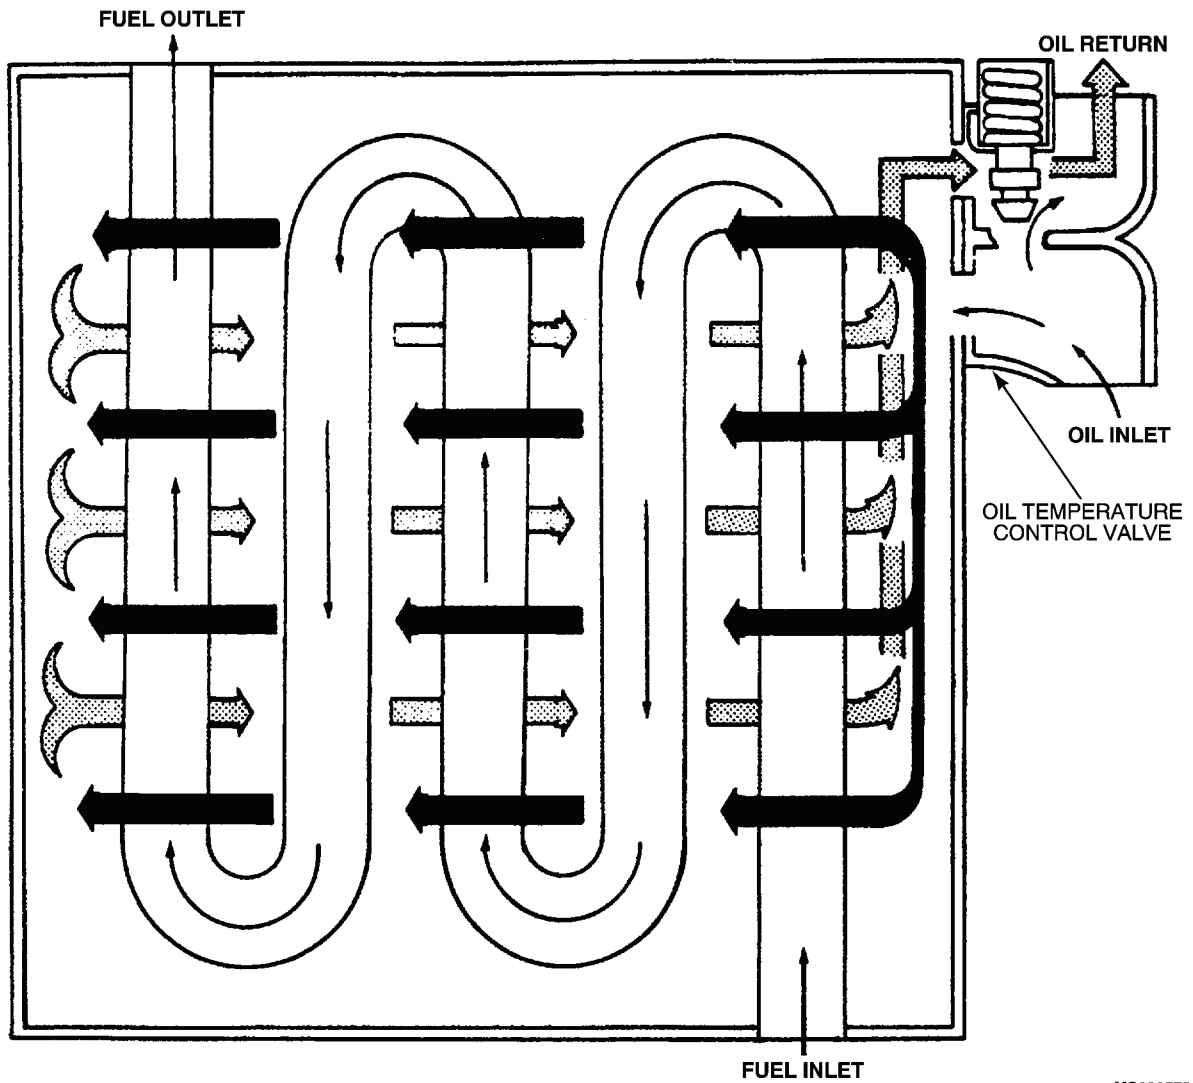 FUEL OUTLET
OIL RETURN
OIL INLET
OIL TEMPERATURE
CONTROL VALVE
FUEL INLET